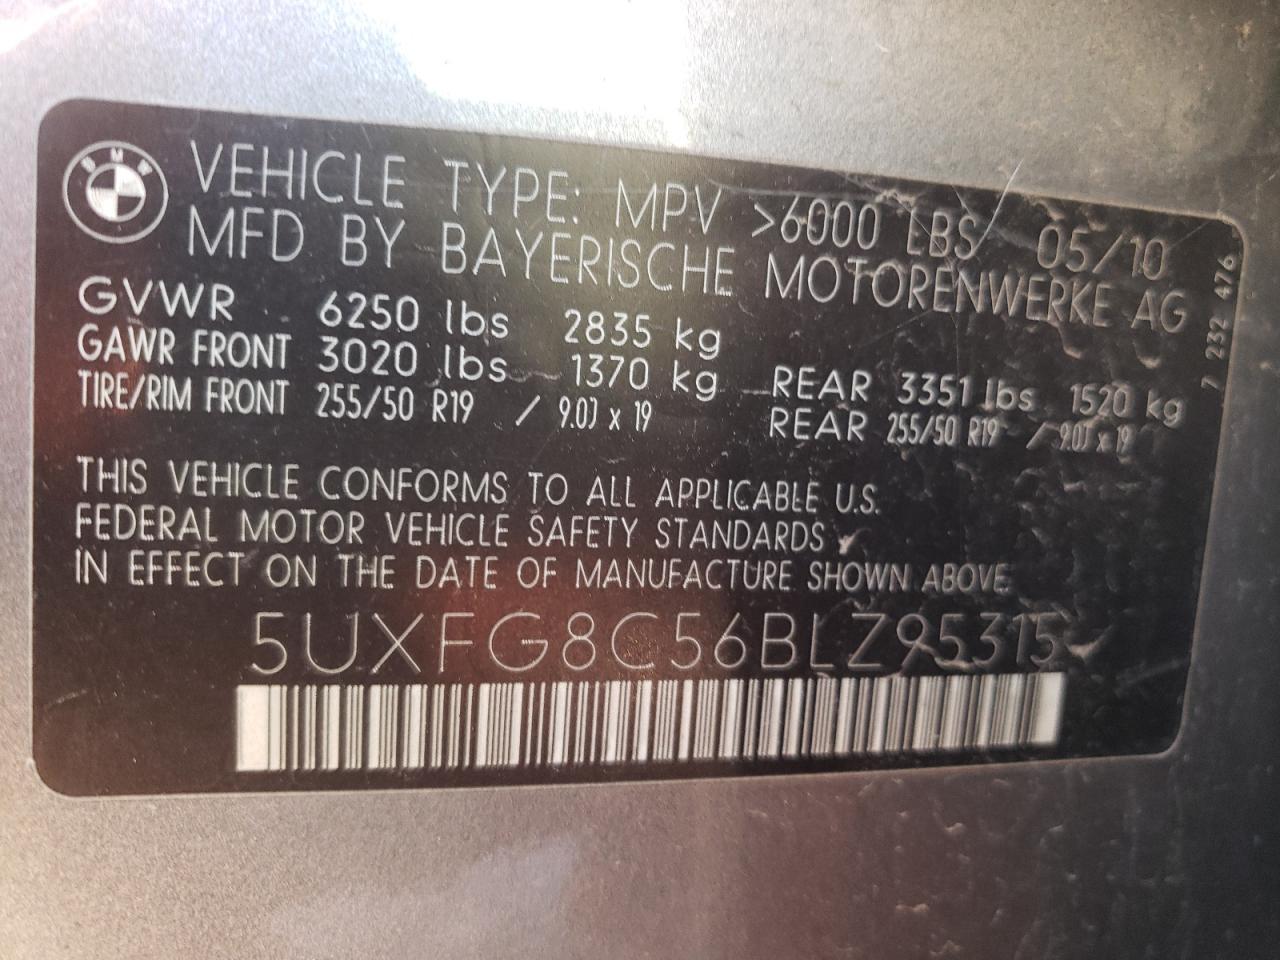 BMW
VEHICLE TYPE: MPV >6000 LBS 05/10
MFD BY BAYERISCHE MOTORENWERKE AG
GVWR 6250 lbs 2835 kg
GAWR FRONT 3020 lbs 1370 kg REAR 3351 lbs 1520 kg
TIRE/RIM FRONT 255/50 R19 / 9.0J x 19 REAR 255/50 R19 / 9.0J x 19
THIS VEHICLE CONFORMS TO ALL APPLICABLE U.S.
FEDERAL MOTOR VEHICLE SAFETY STANDARDS
IN EFFECT ON THE DATE OF MANUFACTURE SHOWN ABOVE.
5UXFG8C56BLZ95315
7 232 476